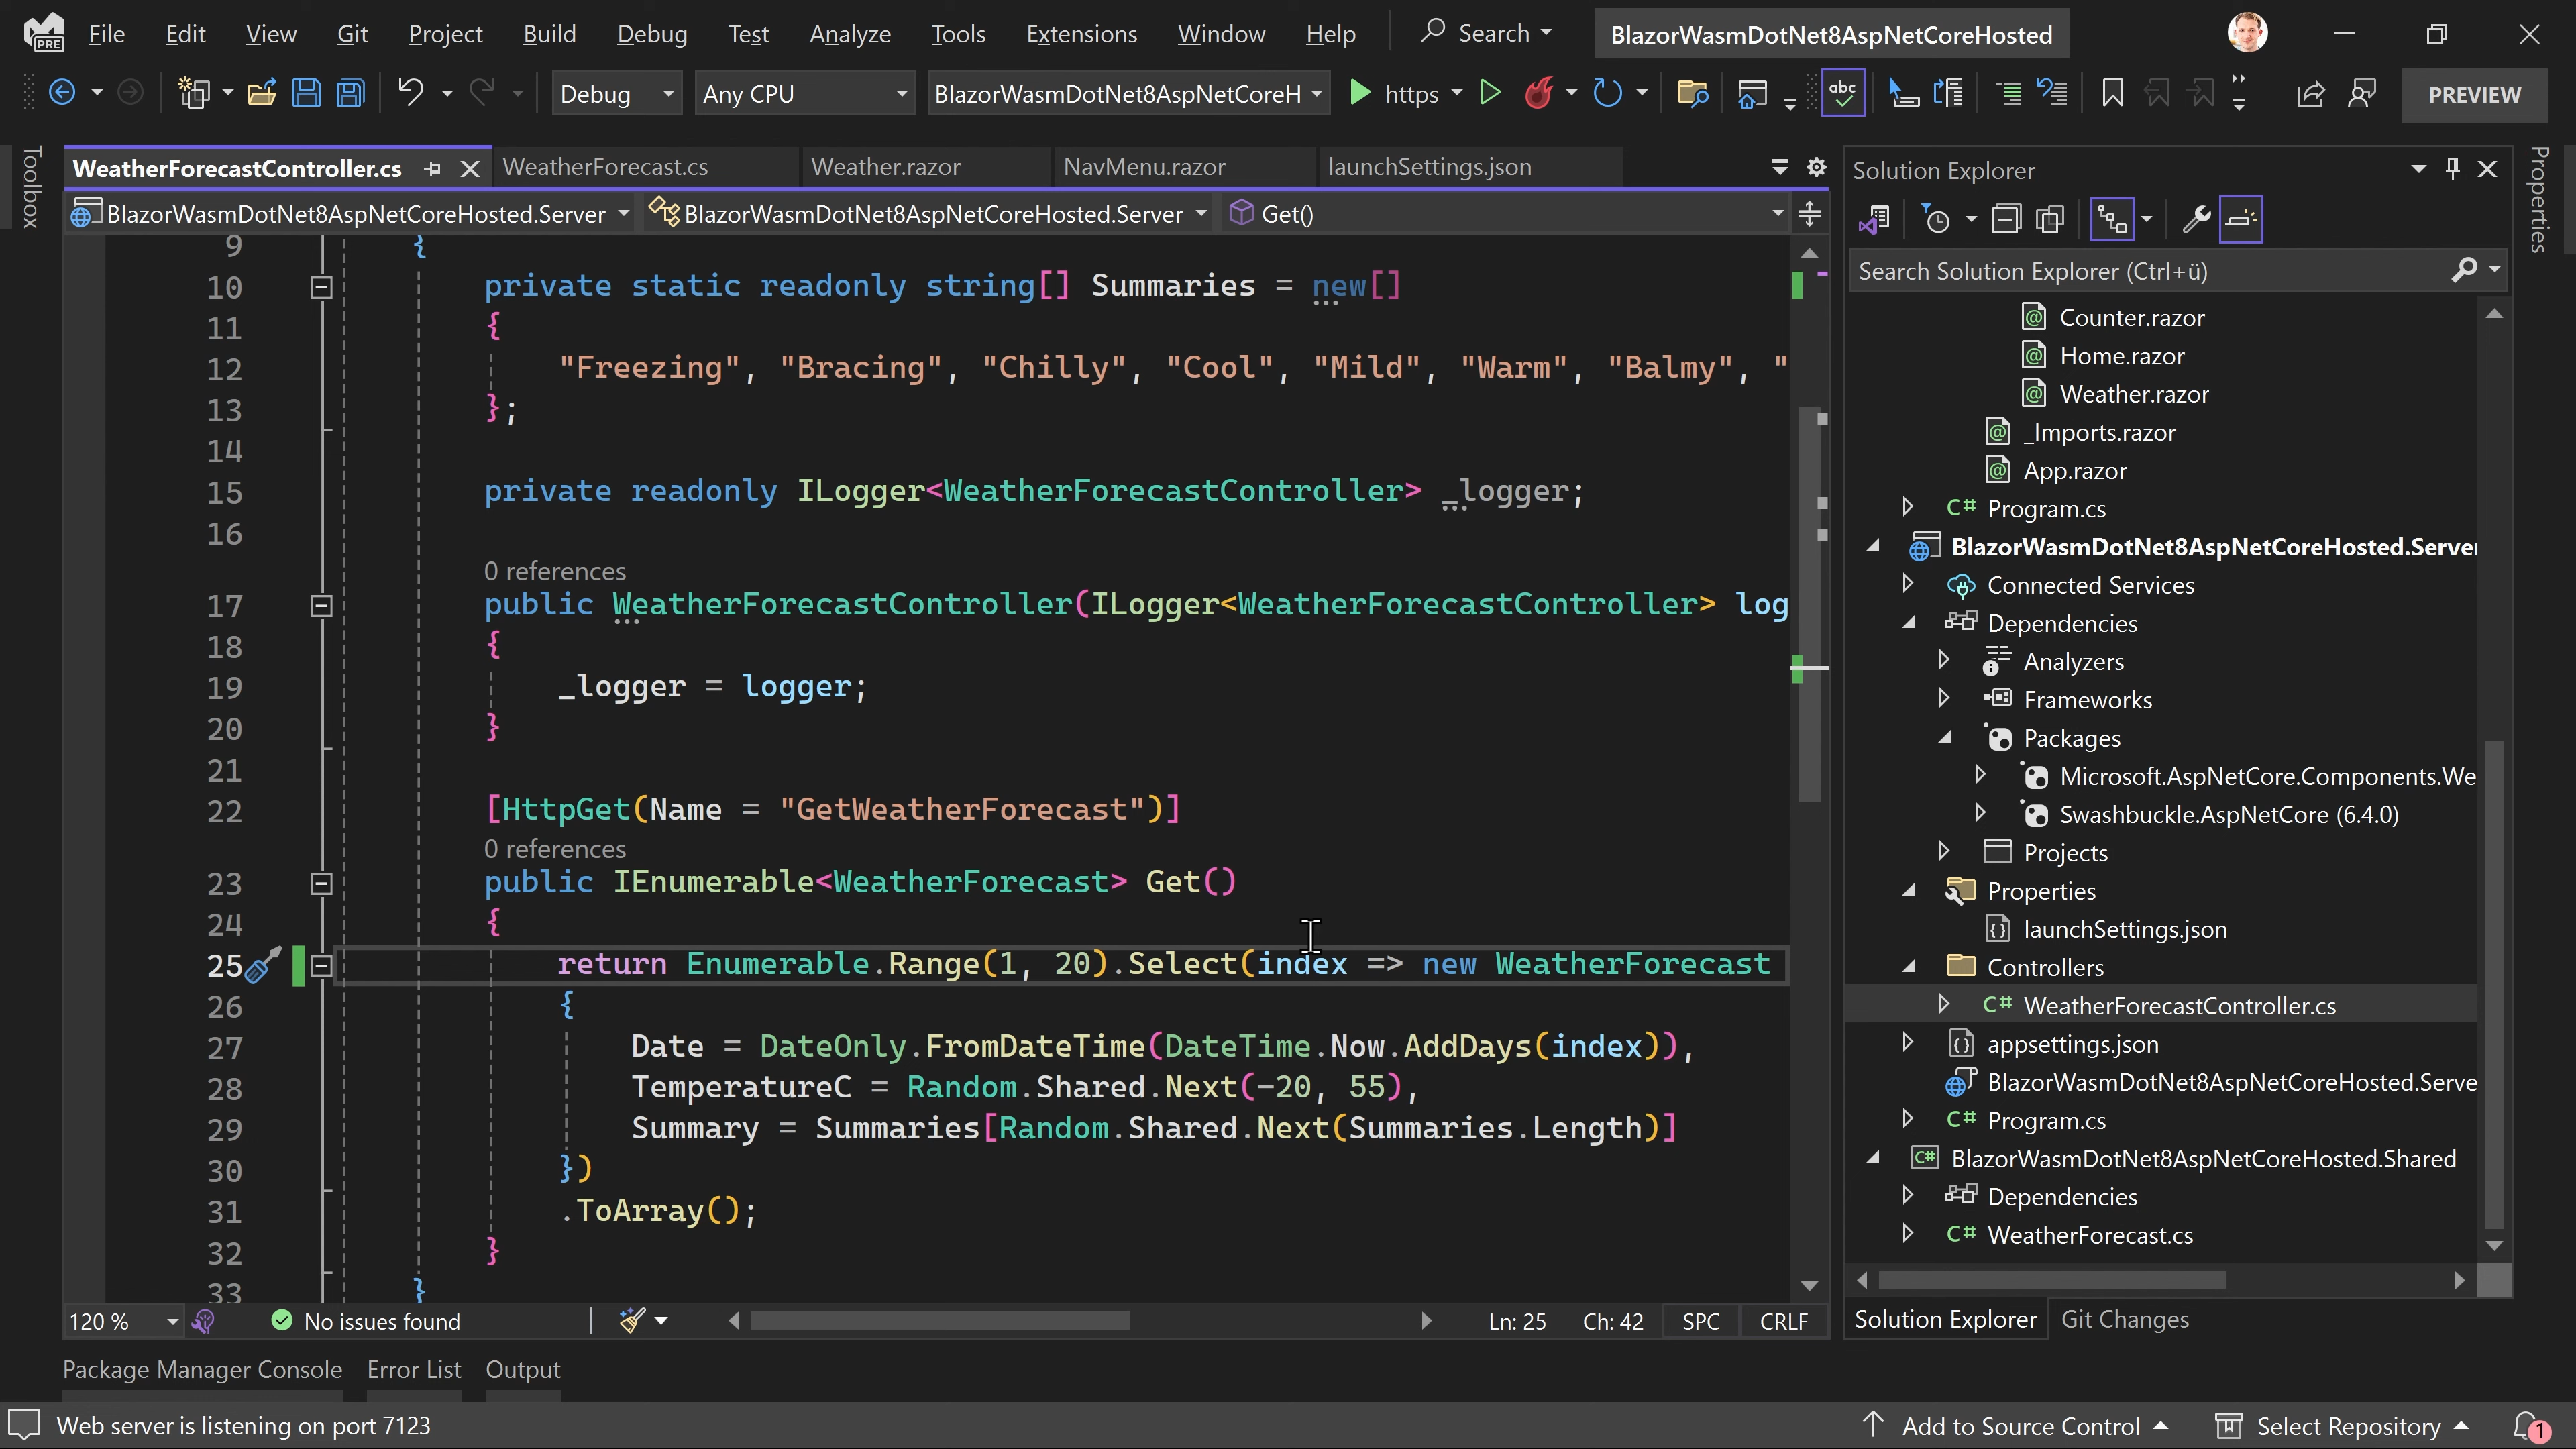 PRE
File Edit View Git Project Build Debug Test Analyze Tools Extensions Window Help Search BlazorWasmDotNet8AspNetCoreHosted
Debug Any CPU BlazorWasmDotNet8AspNetCoreH https abc PREVIEW
Toolbox
WeatherForecastController.cs WeatherForecast.cs Weather.razor NavMenu.razor launchSettings.json
BlazorWasmDotNet8AspNetCoreHosted.Server BlazorWasmDotNet8AspNetCoreHosted.Server Get()
9 {
10 private static readonly string[] Summaries = new[]
11 {
12 "Freezing", "Bracing", "Chilly", "Cool", "Mild", "Warm", "Balmy", "
13 };
14
15 private readonly ILogger<WeatherForecastController> _logger;
16
0 references
17 public WeatherForecastController(ILogger<WeatherForecastController> log
18 {
19 _logger = logger;
20 }
21
22 [HttpGet(Name = "GetWeatherForecast")]
0 references
23 public IEnumerable<WeatherForecast> Get()
24 {
25 return Enumerable.Range(1, 20).Select(index => new WeatherForecast
26 {
27 Date = DateOnly.FromDateTime(DateTime.Now.AddDays(index)),
28 TemperatureC = Random.Shared.Next(-20, 55),
29 Summary = Summaries[Random.Shared.Next(Summaries.Length)]
30 })
31 .ToArray();
32 }
33 }
120 % No issues found Ln: 25 Ch: 42 SPC CRLF
Solution Explorer
Search Solution Explorer (Ctrl+ü)
Counter.razor
Home.razor
Weather.razor
_Imports.razor
App.razor
C# Program.cs
BlazorWasmDotNet8AspNetCoreHosted.Server
Connected Services
Dependencies
Analyzers
Frameworks
Packages
Microsoft.AspNetCore.Components.We
Swashbuckle.AspNetCore (6.4.0)
Projects
Properties
launchSettings.json
Controllers
C# WeatherForecastController.cs
appsettings.json
BlazorWasmDotNet8AspNetCoreHosted.Serve
C# Program.cs
C# BlazorWasmDotNet8AspNetCoreHosted.Shared
Dependencies
C# WeatherForecast.cs
Solution Explorer Git Changes
Properties
Package Manager Console Error List Output
Web server is listening on port 7123 Add to Source Control Select Repository 1